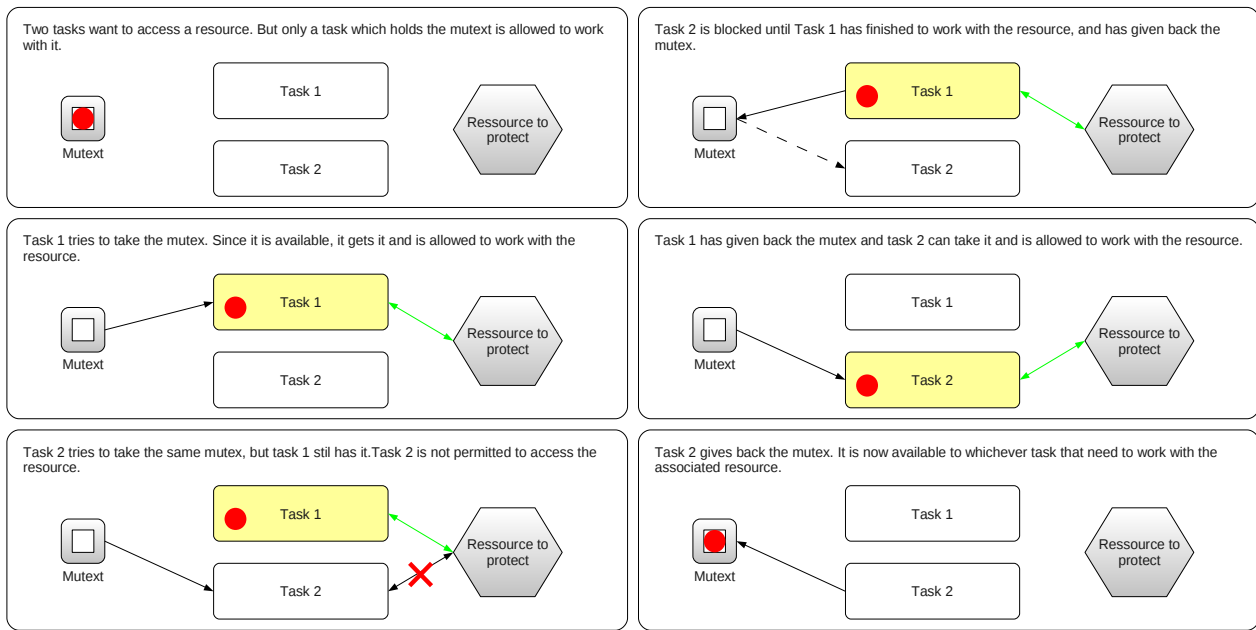 Two tasks want to access a resource. But only a task which holds the mutext is allowed to work
with it.
Task 1
Mutext
Task 2
Ressource to
protect
Task 1 tries to take the mutex. Since it is available, it gets it and is allowed to work with the
resource.
Task 1
Mutext
Task 2
Ressource to
protect
Task 2 tries to take the same mutex, but task 1 stil has it.Task 2 is not permitted to access the
resource.
Task 1
Mutext
Task 2
Ressource to
protect
Task 2 is blocked until Task 1 has finished to work with the resource, and has given back the
mutex.
Task 1
Mutext
Task 2
Ressource to
protect
Task 1 has given back the mutex and task 2 can take it and is allowed to work with the resource.
Task 1
Mutext
Task 2
Ressource to
protect
Task 2 gives back the mutex. It is now available to whichever task that need to work with the
associated resource.
Task 1
Mutext
Task 2
Ressource to
protect